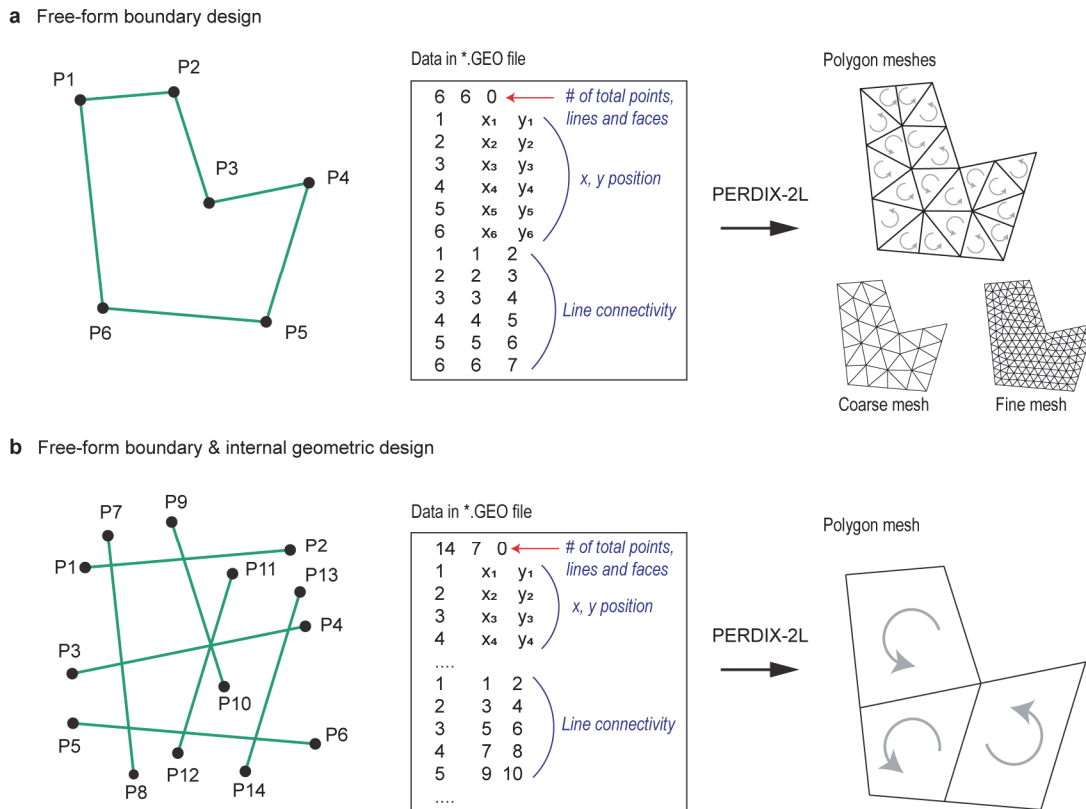 a Free-form boundary design
P1
P2
P3
P4
P5
P6
Data in *.GEO file
6 6 0
# of total points,
lines and faces
1 x₁ y₁
2 x₂ y₂
3 x₃ y₃
4 x₄ y₄
5 x₅ y₅
6 x₆ y₆
x, y position
1 1 2
2 2 3
3 3 4
4 4 5
5 5 6
6 6 7
Line connectivity
PERDIX-2L
Polygon meshes
Coarse mesh
Fine mesh
b Free-form boundary & internal geometric design
P9
P7
P2
P1
P11
P13
P4
P3
P10
P5
P6
P12
P8
P14
Data in *.GEO file
14 7 0
# of total points,
lines and faces
1 x₁ y₁
2 x₂ y₂
3 x₃ y₃
4 x₄ y₄
x, y position
....
1 1 2
2 3 4
3 5 6
4 7 8
5 9 10
....
Line connectivity
PERDIX-2L
Polygon mesh